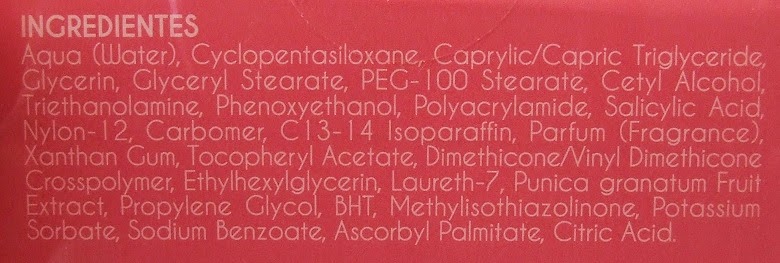 INGREDIENTES
Aqua (Water), Cyclopentasiloxane, Caprylic/Capric Triglyceride,
Glycerin, Glyceryl Stearate, PEG-100 Stearate, Cetyl Alcohol,
Triethanolamine, Phenoxyethanol, Polyacrylamide, Salicylic Acid,
Nylon-12, Carbomer, C13-14 Isoparaffin, Parfum (Fragrance),
Xanthan Gum, Tocopheryl Acetate, Dimethicone/Vinyl Dimethicone
Crosspolymer, Ethylhexylglycerin, Laureth-7, Punica granatum Fruit
Extract, Propylene Glycol, BHT, Methylisothiazolinone, Potassium
Sorbate, Sodium Benzoate, Ascorbyl Palmitate, Citric Acid.